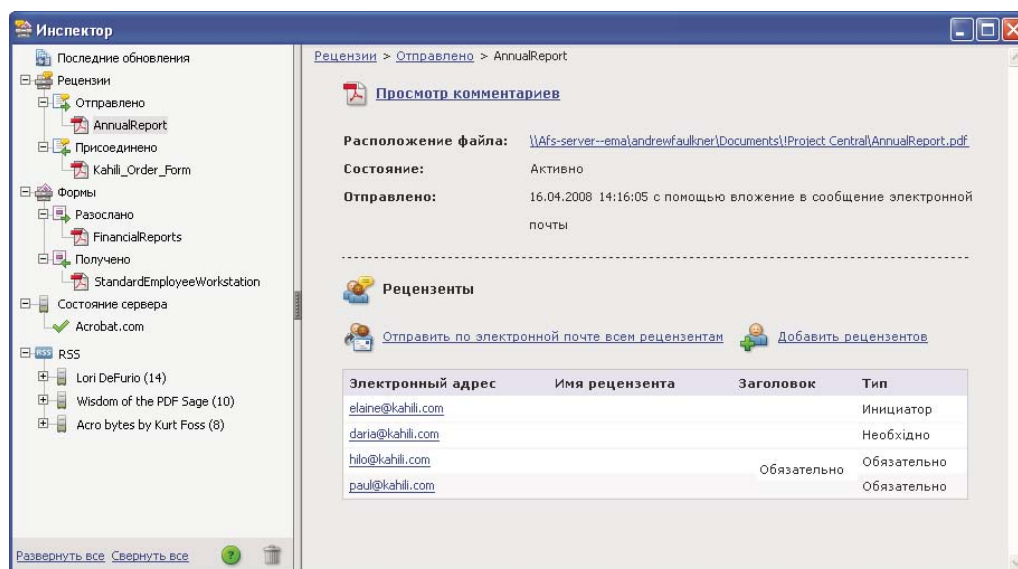 Инспектор
Последние обновления
Рецензии
Отправлено
AnnualReport
Присоединено
Kahili_Order_Form
Формы
Разослано
FinancialReports
Получено
StandardEmployeeWorkstation
Состояние сервера
Acrobat.com
RSS RSS
Lori DeFurio (14)
Wisdom of the PDF Sage (10)
Acro bytes by Kurt Foss (8)
Развернуть все Свернуть все
Рецензии > Отправлено > AnnualReport
Просмотр комментариев
Расположение файла: \\Afs-server--ema\andrewfaulkner\Documents\!Project Central\AnnualReport.pdf
Состояние: Активно
Отправлено: 16.04.2008 14:16:05 с помощью вложение в сообщение электронной
почты
Рецензенты
Отправить по электронной почте всем рецензентам Добавить рецензентов
Электронный адрес Имя рецензента Заголовок Тип
elaine@kahili.com Инициатор
daria@kahili.com Необхідно
hilo@kahili.com Обязательно Обязательно
paul@kahili.com Обязательно